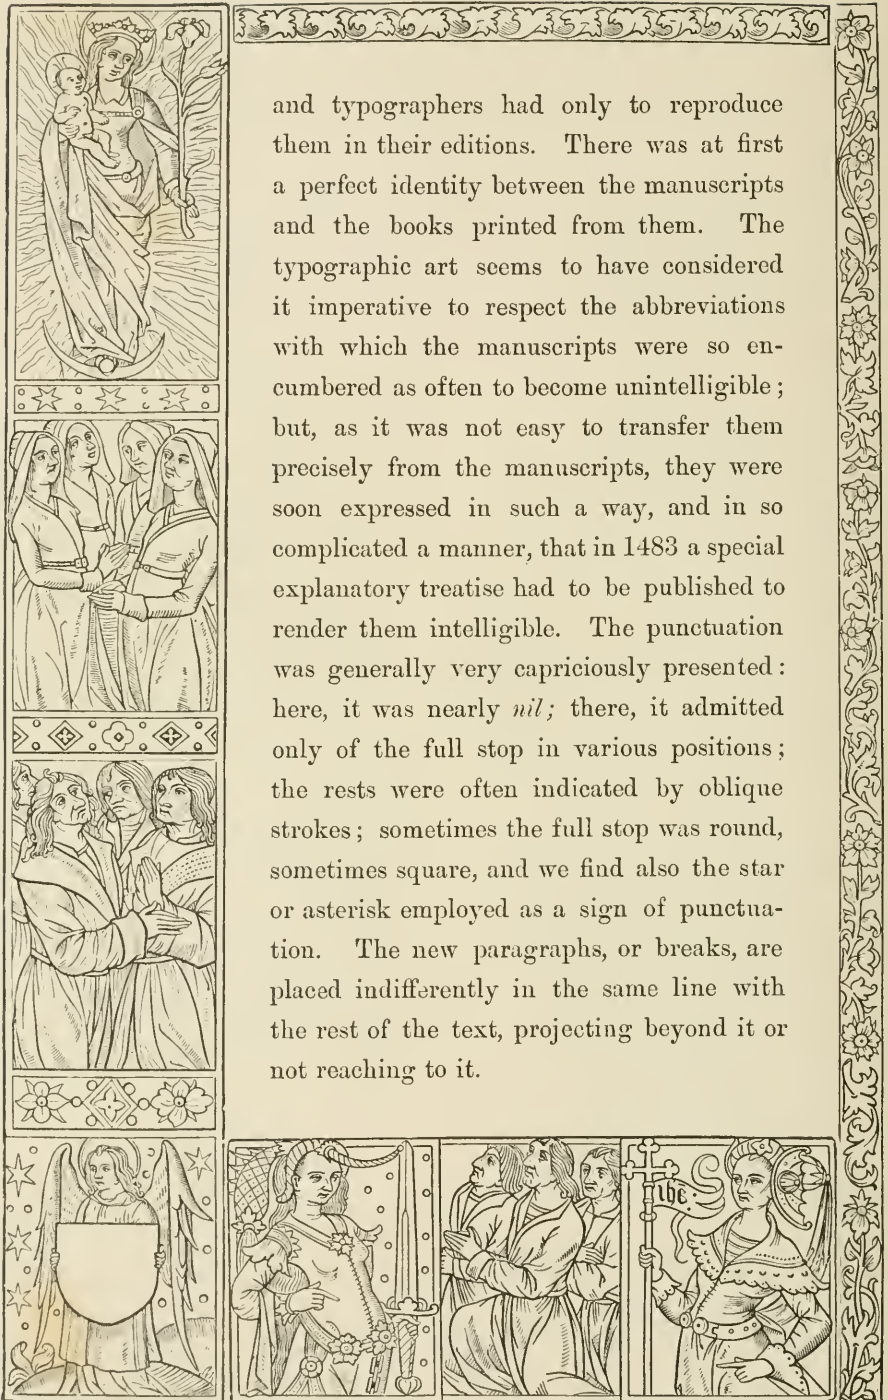 and typographers had only to reproduce
them in their editions. There was at first
a perfect identity between the manuscripts
and the books printed from them. The
typographic art seems to have considered
it imperative to respect the abbreviations
with which the manuscripts were so en-
cumbered as often to become unintelligible;
but, as it was not easy to transfer them
precisely from the manuscripts, they were
soon expressed in such a way, and in so
complicated a manner, that in 1483 a special
explanatory treatise had to be published to
render them intelligible. The punctuation
was generally very capriciously presented:
here, it was nearly nil; there, it admitted
only of the full stop in various positions;
the rests were often indicated by oblique
strokes; sometimes the full stop was round,
sometimes square, and we find also the star
or asterisk employed as a sign of punctua-
tion. The new paragraphs, or breaks, are
placed indifferently in the same line with
the rest of the text, projecting beyond it or
not reaching to it.
ihc